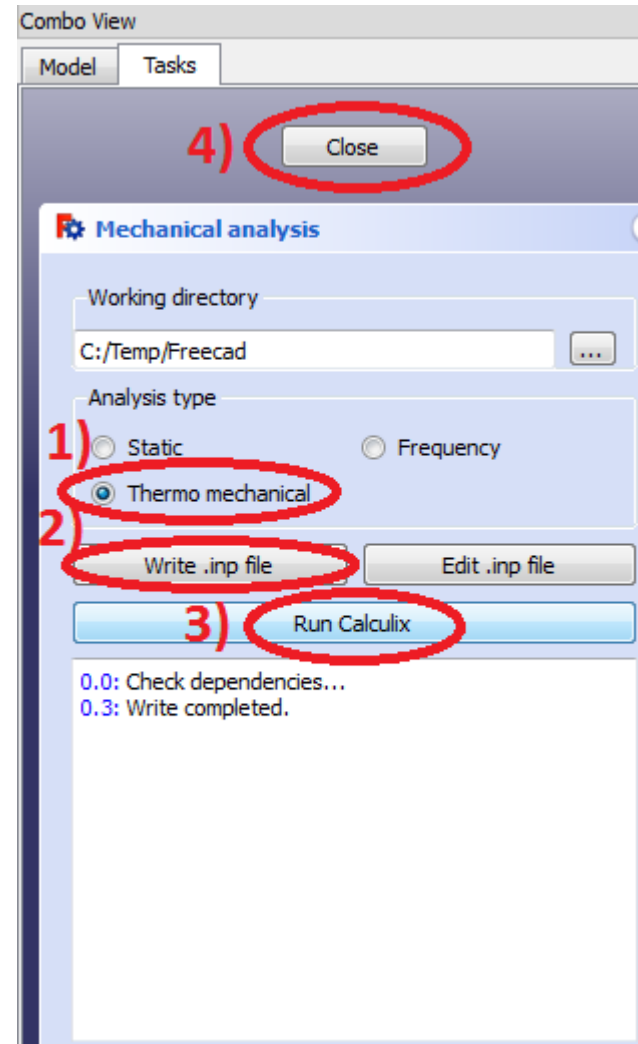 Combo View
Model Tasks
4) Close
Mechanical analysis
Working directory
C:/Temp/Freecad ...
Analysis type
1) Static Frequency
Thermo mechanical
2)
Write .inp file Edit .inp file
3) Run Calculix
0.0: Check dependencies...
0.3: Write completed.